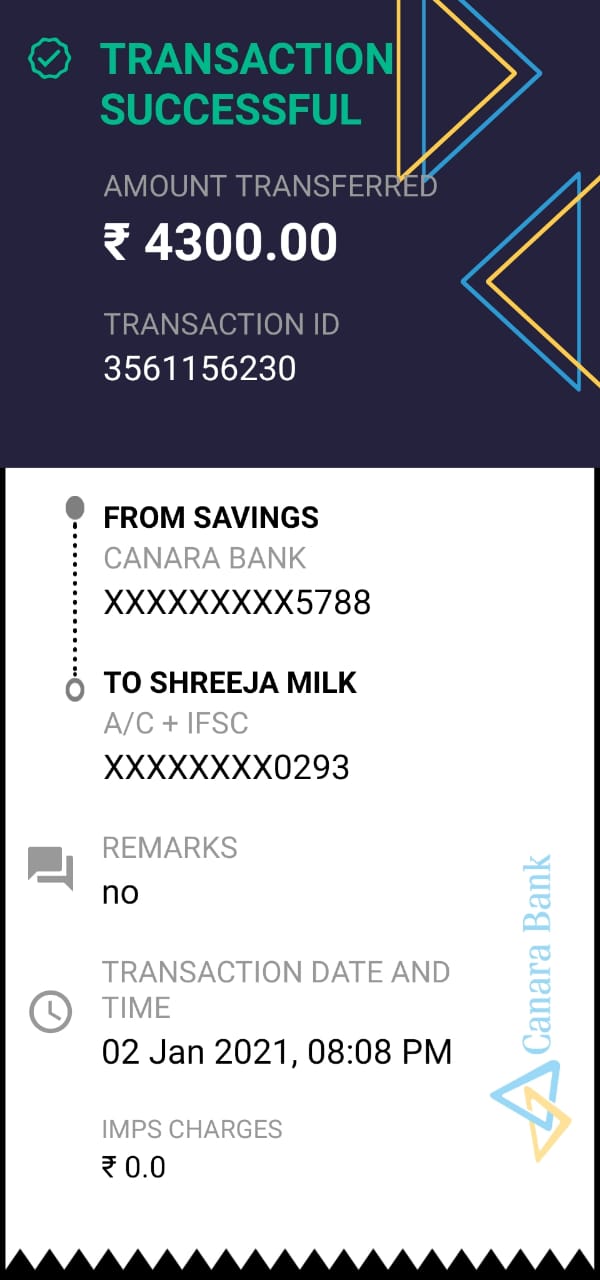 TRANSACTION
SUCCESSFUL
AMOUNT TRANSFERRED
₹ 4300.00
TRANSACTION ID
3561156230
FROM SAVINGS
CANARA BANK
XXXXXXXXX5788
TO SHREEJA MILK
A/C + IFSC
XXXXXXXX0293
REMARKS
no
TRANSACTION DATE AND
TIME
02 Jan 2021, 08:08 PM
IMPS CHARGES
₹ 0.0
Canara Bank